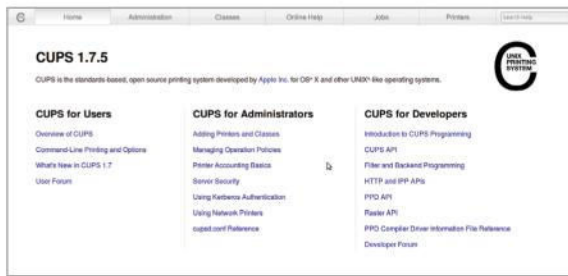 Home Administration Classes Online Help Jobs Printers Search Help
CUPS 1.7.5
CUPS is the standards-based, open source printing system developed by Apple Inc. for OS® X and other UNIX®-like operating systems.
UNIX
PRINTING
SYSTEM
CUPS for Users
Overview of CUPS
Command-Line Printing and Options
What's New in CUPS 1.7
User Forum
CUPS for Administrators
Adding Printers and Classes
Managing Operation Policies
Printer Accounting Basics
Server Security
Using Kerberos Authentication
Using Network Printers
cupsd.conf Reference
CUPS for Developers
Introduction to CUPS Programming
CUPS API
Filter and Backend Programming
HTTP and IPP APIs
PPD API
Raster API
PPD Compiler Driver Information File Reference
Developer Forum